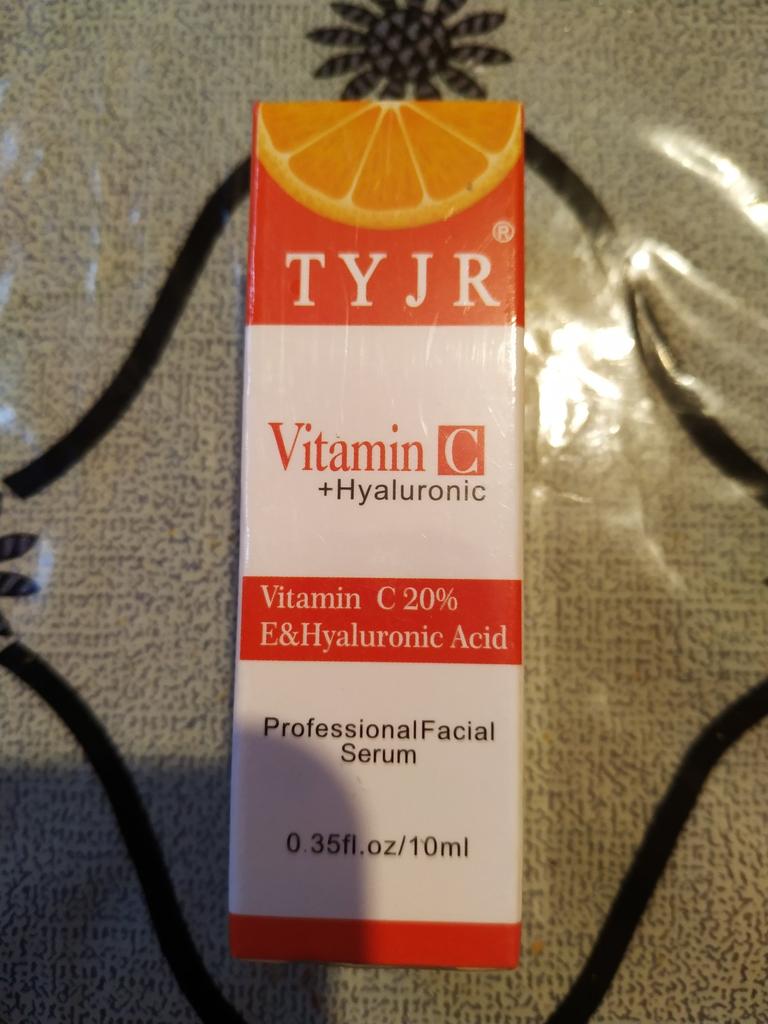 ®
TYJR
Vitamin C
+Hyaluronic
Vitamin C 20%
E&Hyaluronic Acid
ProfessionalFacial
Serum
0.35fl.oz/10ml